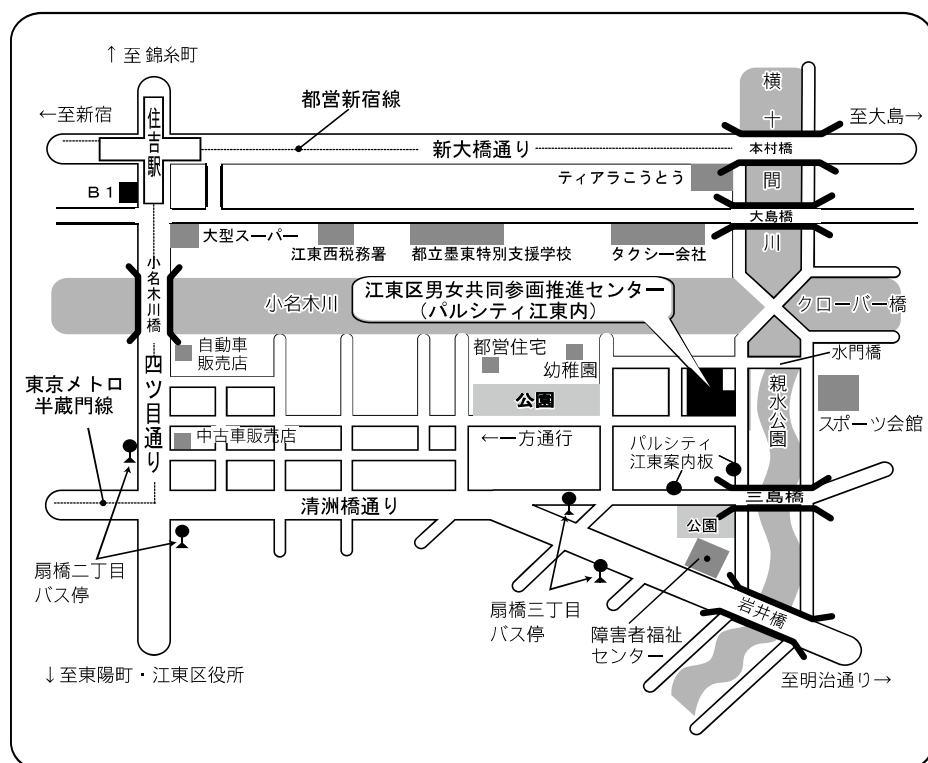 ↑至 錦糸町
←至新宿
都営新宿線
住吉駅
新大橋通り
横十間川
本村橋
至大島→
B1
ティアラこうとう
大島橋
大型スーパー
江東西税務署
都立墨東特別支援学校
タクシー会社
小名木川橋
小名木川
江東区男女共同参画推進センター
（パルシティ江東内）
クローバー橋
自動車
販売店
都営住宅
幼稚園
水門橋
東京メトロ
半蔵門線
四ツ目通り
公園
親水公園
スポーツ会館
中古車販売店
←一方通行
パルシティ
江東案内板
清洲橋通り
三島橋
公園
扇橋二丁目
バス停
扇橋三丁目
バス停
障害者福祉
センター
岩井橋
↓至東陽町・江東区役所
至明治通り→